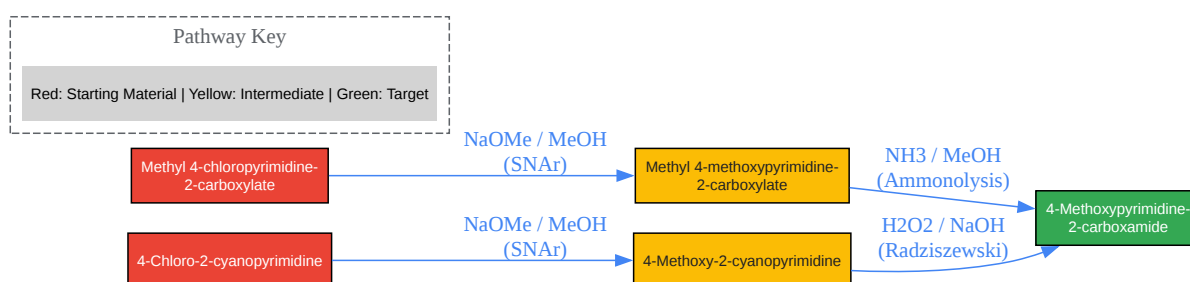 Pathway Key
Red: Starting Material | Yellow: Intermediate | Green: Target
Methyl 4-chloropyrimidine-
2-carboxylate
NaOMe / MeOH
(SNAr)
Methyl 4-methoxypyrimidine-
2-carboxylate
NH3 / MeOH
(Ammonolysis)
4-Methoxypyrimidine-
2-carboxamide
4-Chloro-2-cyanopyrimidine
NaOMe / MeOH
(SNAr)
4-Methoxy-2-cyanopyrimidine
H2O2 / NaOH
(Radziszewski)